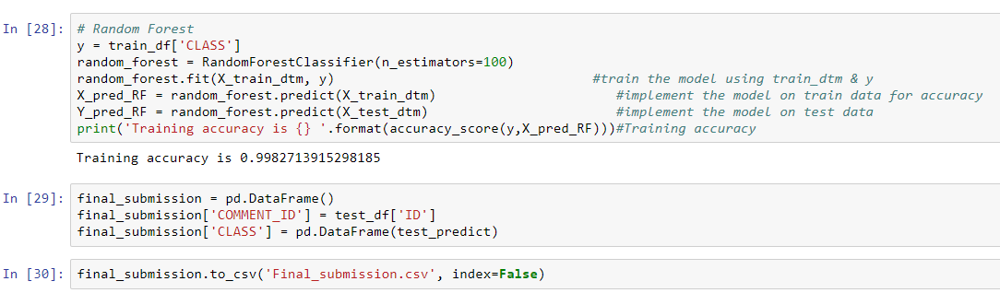 In [28]: # Random Forest
y = train_df['CLASS']
random_forest = RandomForestClassifier(n_estimators=100)
random_forest.fit(X_train_dtm, y) #train the model using train_dtm & y
X_pred_RF = random_forest.predict(X_train_dtm) #implement the model on train data for accuracy
Y_pred_RF = random_forest.predict(X_test_dtm) #implement the model on test data
print('Training accuracy is {} '.format(accuracy_score(y,X_pred_RF)))#Training accuracy
Training accuracy is 0.9982713915298185
In [29]: final_submission = pd.DataFrame()
final_submission['COMMENT_ID'] = test_df['ID']
final_submission['CLASS'] = pd.DataFrame(test_predict)
In [30]: final_submission.to_csv('Final_submission.csv', index=False)